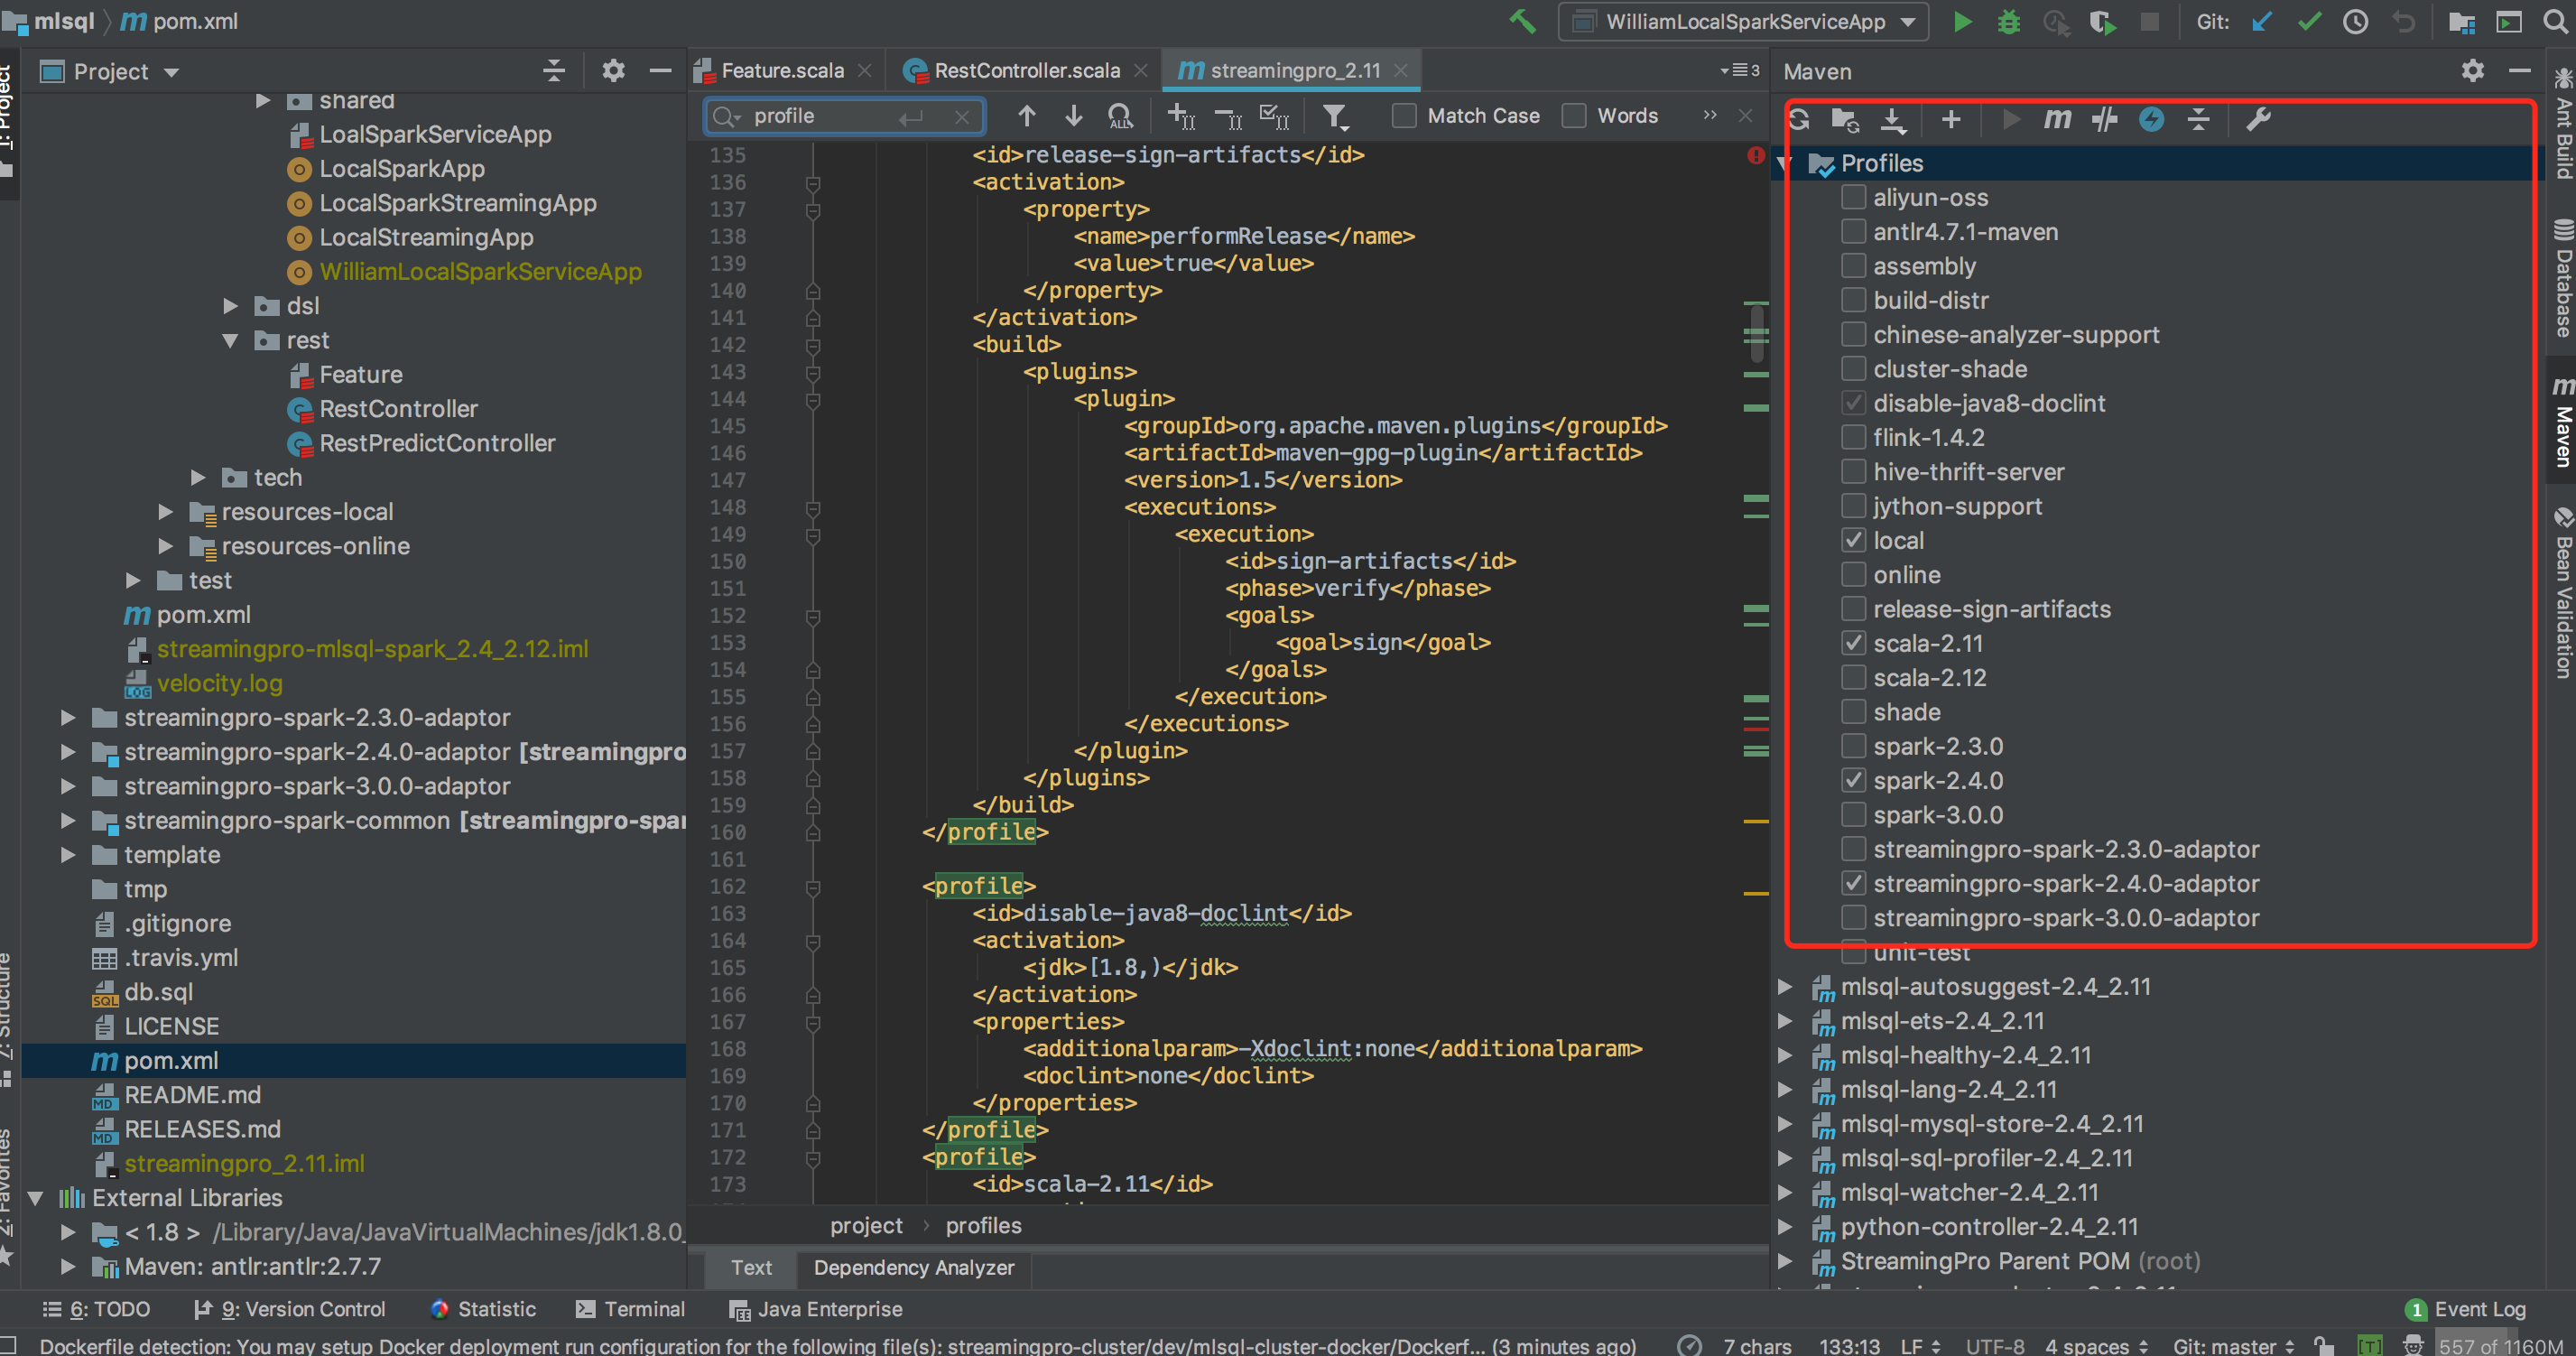 mlsql
pom.xml
WilliamLocalSparkServiceApp
Git:
1: Project
Project
shared
LoalSparkServiceApp
LocalSparkApp
LocalSparkStreamingApp
LocalStreamingApp
WilliamLocalSparkServiceApp
dsl
rest
Feature
RestController
RestPredictController
tech
resources-local
resources-online
test
pom.xml
streamingpro-mlsql-spark_2.4_2.12.iml
velocity.log
streamingpro-spark-2.3.0-adaptor
streamingpro-spark-2.4.0-adaptor [streamingpro
streamingpro-spark-3.0.0-adaptor
streamingpro-spark-common [streamingpro-spar
template
tmp
.gitignore
.travis.yml
db.sql
LICENSE
pom.xml
README.md
RELEASES.md
streamingpro_2.11.iml
External Libraries
< 1.8 > /Library/Java/JavaVirtualMachines/jdk1.8.0_
Maven: antlr:antlr:2.7.7
7: Structure
2: Favorites
Feature.scala
RestController.scala
streamingpro_2.11
3
profile
Match Case
Words
135 <id>release-sign-artifacts</id>
136 <activation>
137 <property>
138 <name>performRelease</name>
139 <value>true</value>
140 </property>
141 </activation>
142 <build>
143 <plugins>
144 <plugin>
145 <groupId>org.apache.maven.plugins</groupId>
146 <artifactId>maven-gpg-plugin</artifactId>
147 <version>1.5</version>
148 <executions>
149 <execution>
150 <id>sign-artifacts</id>
151 <phase>verify</phase>
152 <goals>
153 <goal>sign</goal>
154 </goals>
155 </execution>
156 </executions>
157 </plugin>
158 </plugins>
159 </build>
160 </profile>
161
162 <profile>
163 <id>disable-java8-doclint</id>
164 <activation>
165 <jdk>[1.8,)</jdk>
166 </activation>
167 <properties>
168 <additionalparam>-Xdoclint:none</additionalparam>
169 <doclint>none</doclint>
170 </properties>
171 </profile>
172 <profile>
173 <id>scala-2.11</id>
project › profiles
Text
Dependency Analyzer
Maven
Profiles
aliyun-oss
antlr4.7.1-maven
assembly
build-distr
chinese-analyzer-support
cluster-shade
disable-java8-doclint
flink-1.4.2
hive-thrift-server
jython-support
local
online
release-sign-artifacts
scala-2.11
scala-2.12
shade
spark-2.3.0
spark-2.4.0
spark-3.0.0
streamingpro-spark-2.3.0-adaptor
streamingpro-spark-2.4.0-adaptor
streamingpro-spark-3.0.0-adaptor
unit-test
mlsql-autosuggest-2.4_2.11
mlsql-ets-2.4_2.11
mlsql-healthy-2.4_2.11
mlsql-lang-2.4_2.11
mlsql-mysql-store-2.4_2.11
mlsql-sql-profiler-2.4_2.11
mlsql-watcher-2.4_2.11
python-controller-2.4_2.11
StreamingPro Parent POM (root)
Ant Build
Database
Maven
Bean Validation
6: TODO
9: Version Control
Statistic
Terminal
Java Enterprise
1 Event Log
Dockerfile detection: You may setup Docker deployment run configuration for the following file(s): streamingpro-cluster/dev/mlsql-cluster-docker/Dockerf... (3 minutes ago)
7 chars
133:13
LF
UTF-8
4 spaces
Git: master
[T]
557 of 1160M